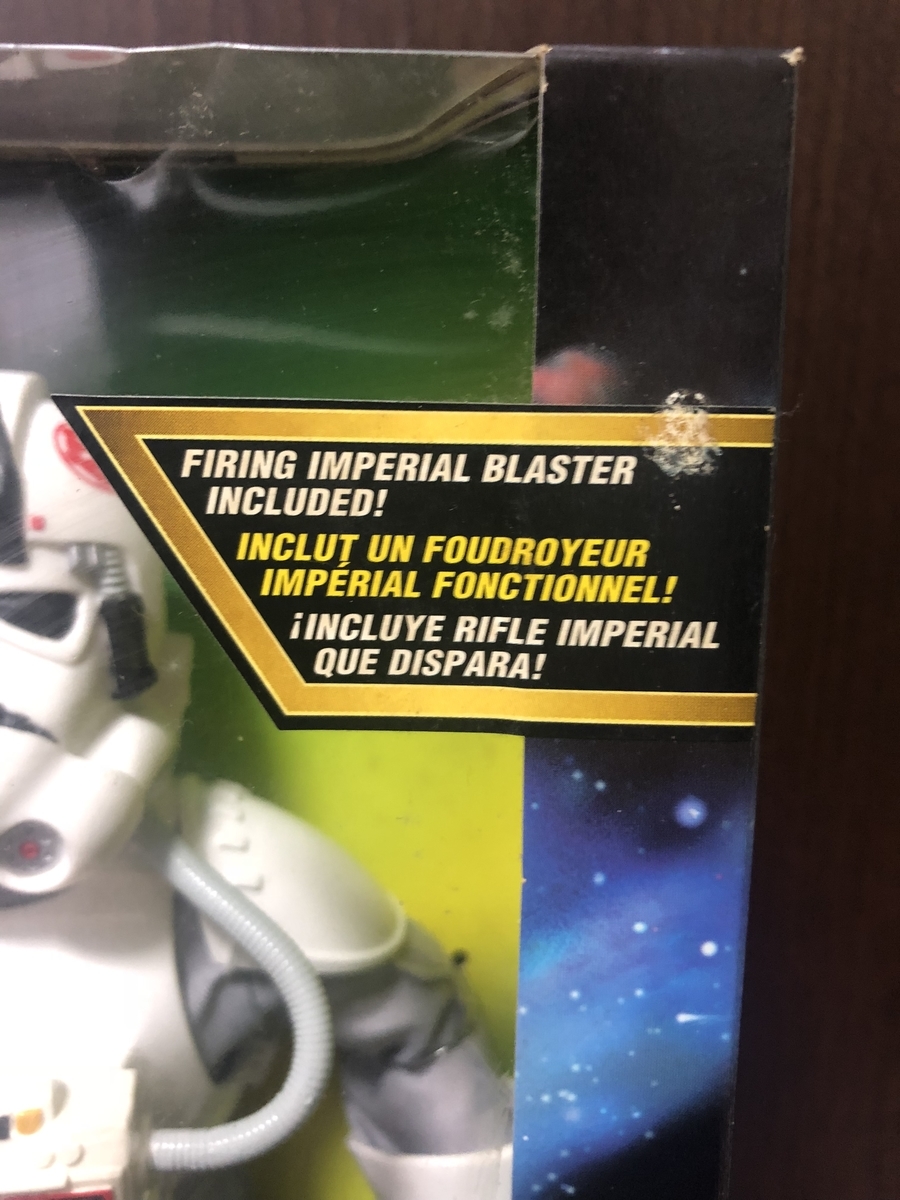 FIRING IMPERIAL BLASTER
INCLUDED!
INCLUT UN FOUDROYEUR
IMPÉRIAL FONCTIONNEL!
¡INCLUYE RIFLE IMPERIAL
QUE DISPARA!